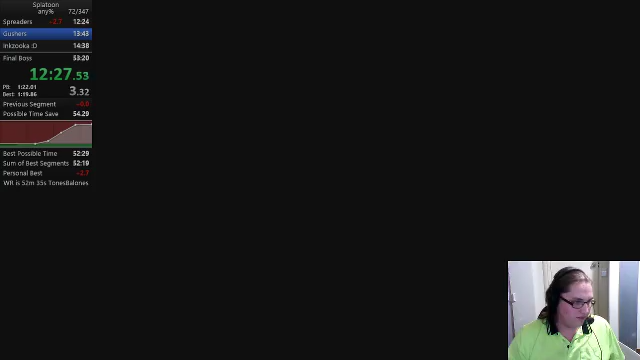 Splatoon
any% 72/347
Spreaders -2.7 12:24
Gushers 13:43
Inkzooka :D 14:38
Final Boss 53:20
12:27.53
PB: 1:22.01
Best: 1:19.86
3.32
Previous Segment -0.0
Possible Time Save 54.29
Best Possible Time 52:29
Sum of Best Segments 52:19
Personal Best -2.7
WR is 52m 35s TonesBalones